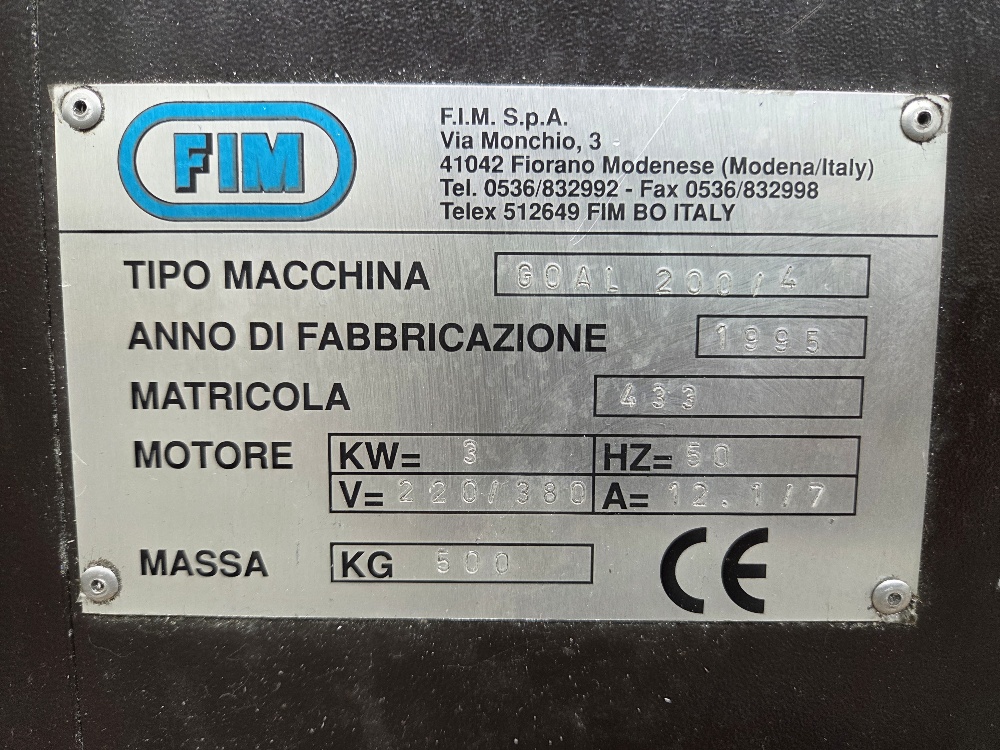 FIM
F.I.M. S.p.A.
Via Monchio, 3
41042 Fiorano Modenese (Modena/Italy)
Tel. 0536/832992 - Fax 0536/832998
Telex 512649 FIM BO ITALY
TIPO MACCHINA GOAL 200/4
ANNO DI FABBRICAZIONE 1995
MATRICOLA 433
MOTORE KW= 3 HZ= 50
V= 220/380 A= 12.1/7
MASSA KG 500 CE